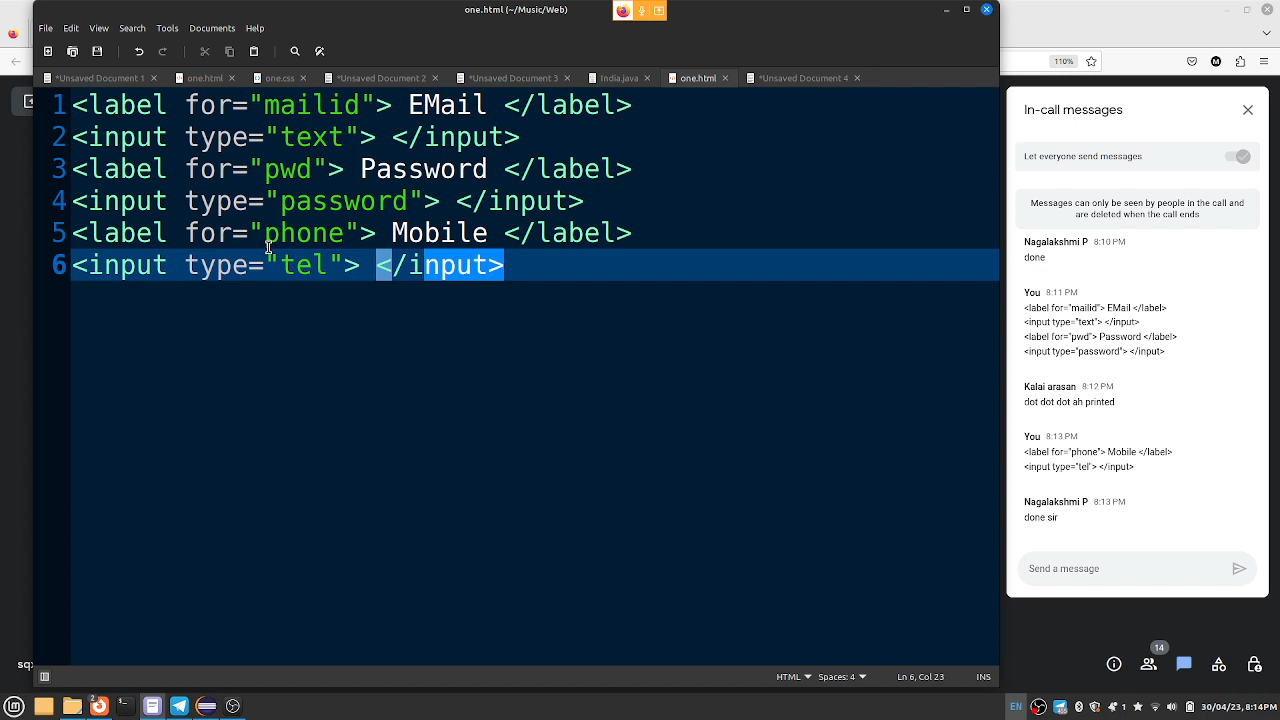 one.html (~/Music/Web)
File Edit View Search Tools Documents Help
*Unsaved Document 1 one.html one.css *Unsaved Document 2 *Unsaved Document 3 India.java one.html *Unsaved Document 4
110%
1 <label for="mailid"> EMail </label>
2 <input type="text"> </input>
3 <label for="pwd"> Password </label>
4 <input type="password"> </input>
5 <label for="phone"> Mobile </label>
6 <input type="tel"> </input>
In-call messages
Let everyone send messages
Messages can only be seen by people in the call and
are deleted when the call ends
Nagalakshmi P 8:10 PM
done
You 8:11 PM
<label for="mailid"> EMail </label>
<input type="text"> </input>
<label for="pwd"> Password </label>
<input type="password"> </input>
Kalai arasan 8:12 PM
dot dot dot ah printed
You 8:13 PM
<label for="phone"> Mobile </label>
<input type="tel"> </input>
Nagalakshmi P 8:13 PM
done sir
Send a message
14
sqx
HTML Spaces: 4 Ln 6, Col 23 INS
2
EN 1 30/04/23, 8:14PM